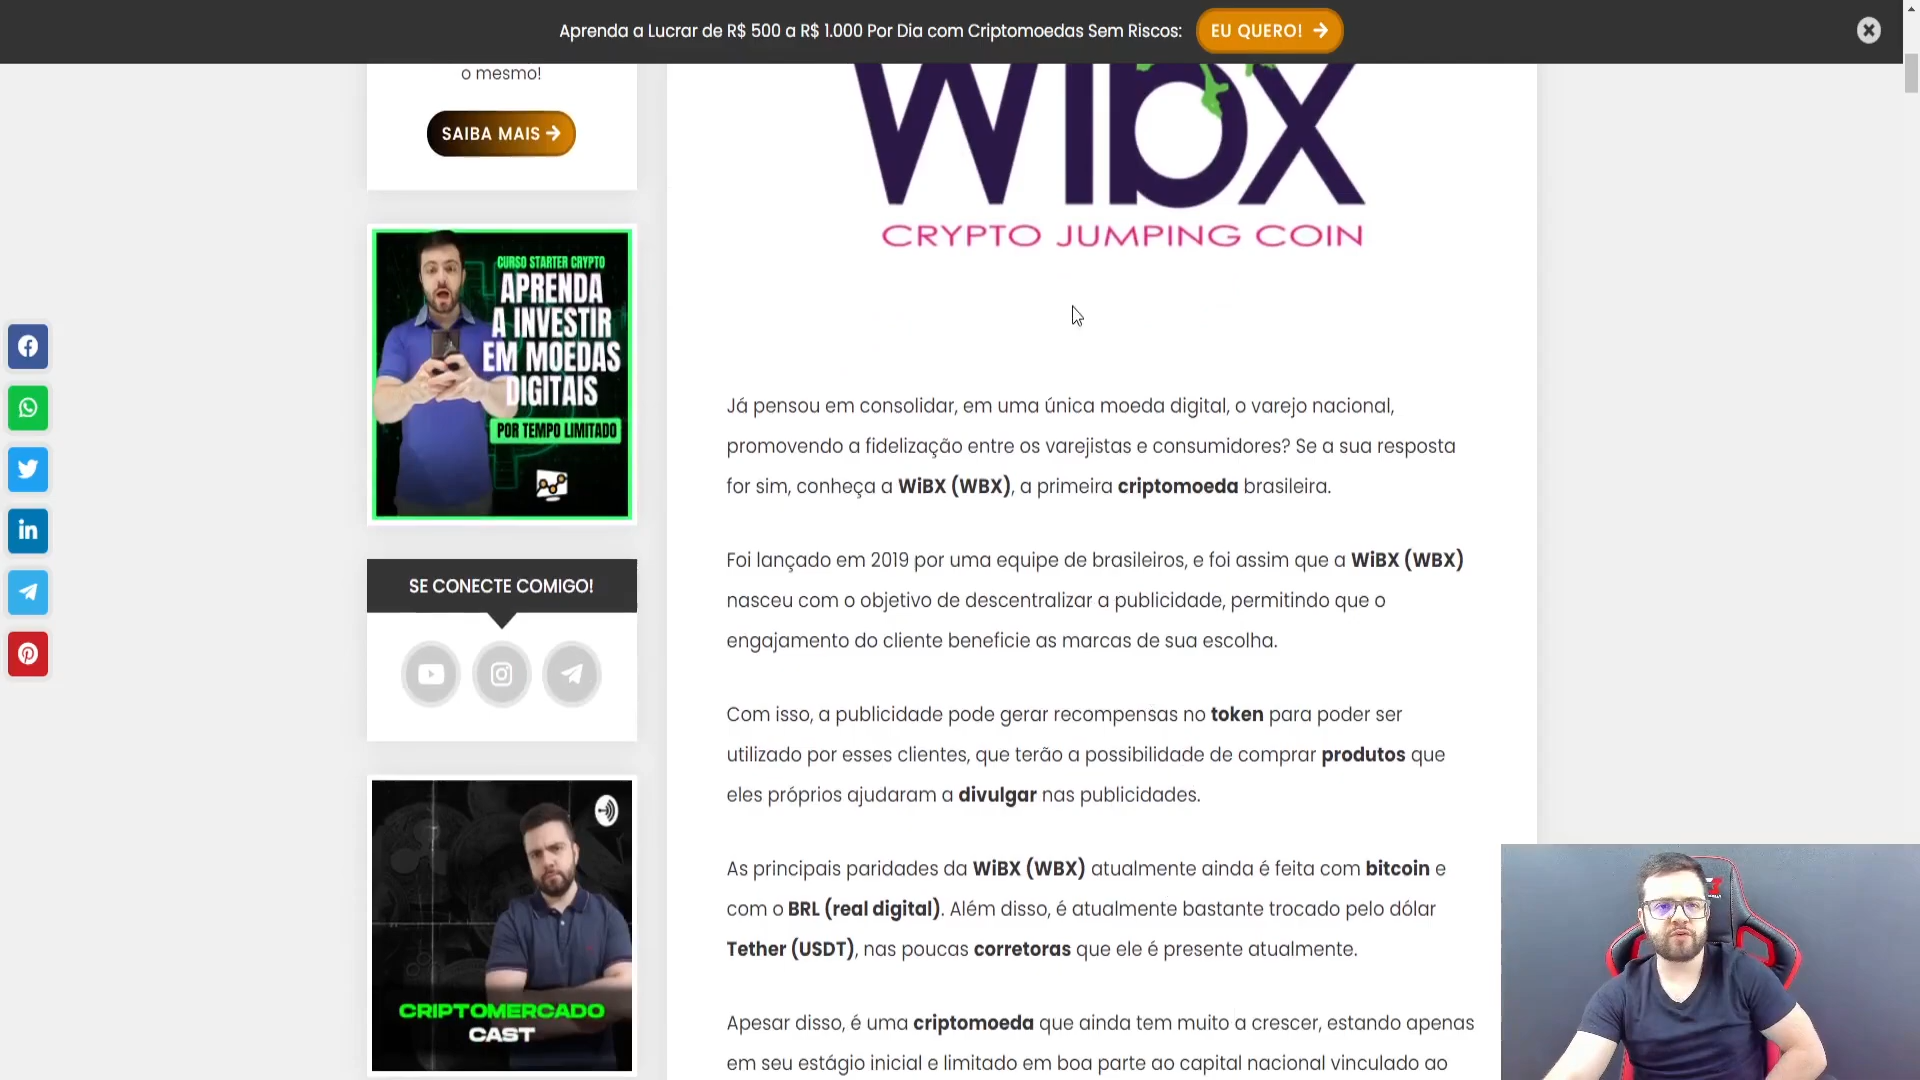 Aprenda a Lucrar de R$ 500 a R$ 1.000 Por Dia com Criptomoedas Sem Riscos:
EU QUERO!
o mesmo!
SAIBA MAIS
CURSO STARTER CRYPTO
APRENDA
A INVESTIR
EM MOEDAS
DIGITAIS
POR TEMPO LIMITADO
SE CONECTE COMIGO!
CRIPTOMERCADO
CAST
wibx
CRYPTO JUMPING COIN
Já pensou em consolidar, em uma única moeda digital, o varejo nacional,
promovendo a fidelização entre os varejistas e consumidores? Se a sua resposta
for sim, conheça a WiBX (WBX), a primeira criptomoeda brasileira.
Foi lançado em 2019 por uma equipe de brasileiros, e foi assim que a WiBX (WBX)
nasceu com o objetivo de descentralizar a publicidade, permitindo que o
engajamento do cliente beneficie as marcas de sua escolha.
Com isso, a publicidade pode gerar recompensas no token para poder ser
utilizado por esses clientes, que terão a possibilidade de comprar produtos que
eles próprios ajudaram a divulgar nas publicidades.
As principais paridades da WiBX (WBX) atualmente ainda é feita com bitcoin e
com o BRL (real digital). Além disso, é atualmente bastante trocado pelo dólar
Tether (USDT), nas poucas corretoras que ele é presente atualmente.
Apesar disso, é uma criptomoeda que ainda tem muito a crescer, estando apenas
em seu estágio inicial e limitado em boa parte ao capital nacional vinculado ao